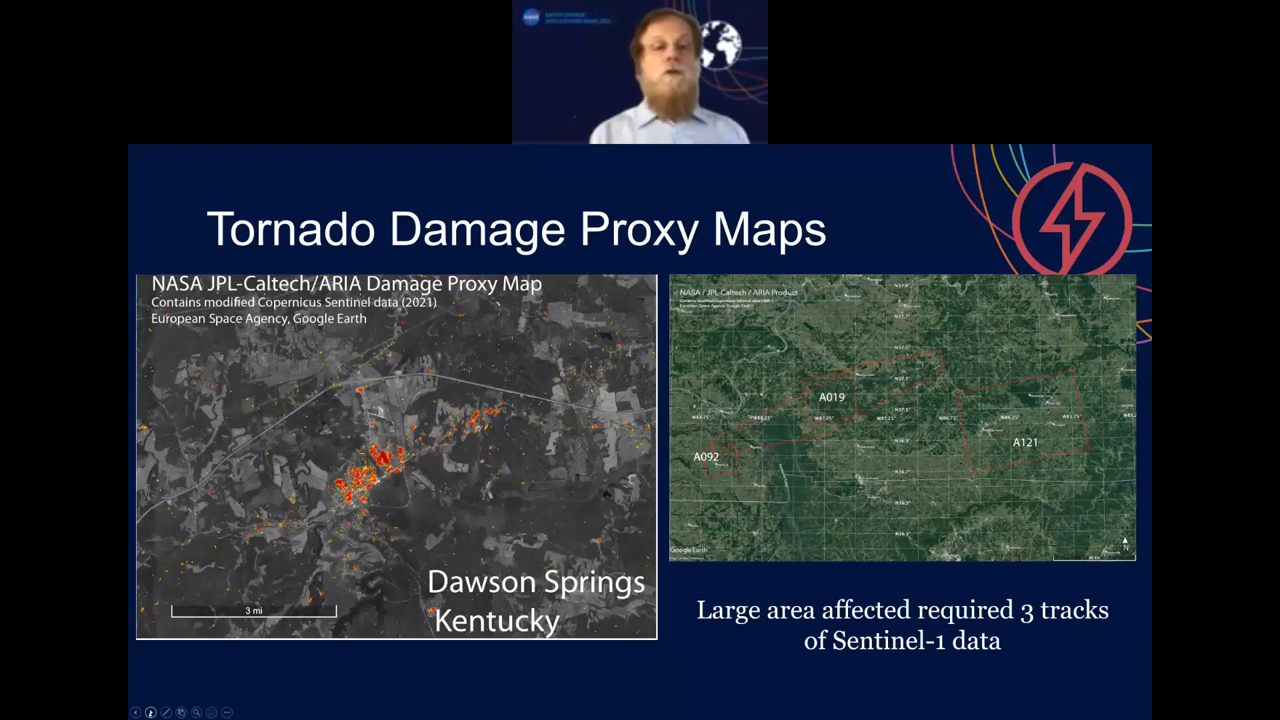 NASA
Tornado Damage Proxy Maps
NASA JPL-Caltech/ARIA Damage Proxy Map
Contains modified Copernicus Sentinel data (2021)
European Space Agency, Google Earth
3 mi
Dawson Springs
Kentucky
NASA / JPL-Caltech / ARIA Product
A019
A121
A092
Google Earth
N
Large area affected required 3 tracks
of Sentinel-1 data